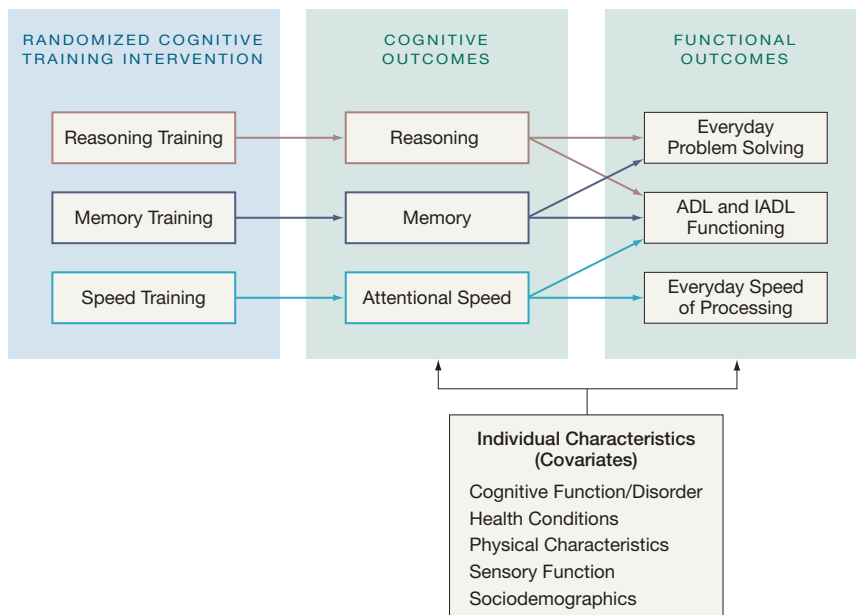 RANDOMIZED COGNITIVE
TRAINING INTERVENTION
COGNITIVE
OUTCOMES
FUNCTIONAL
OUTCOMES
Reasoning Training
Reasoning
Everyday
Problem Solving
Memory Training
Memory
ADL and IADL
Functioning
Speed Training
Attentional Speed
Everyday Speed
of Processing
Individual Characteristics
(Covariates)
Cognitive Function/Disorder
Health Conditions
Physical Characteristics
Sensory Function
Sociodemographics